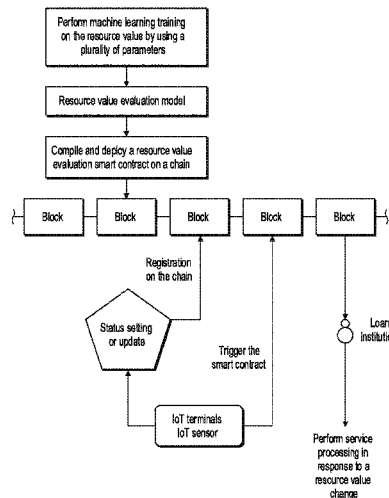 Perform machine learning training
on the resource value by using a
plurality of parameters
Resource value evaluation model
Compile and deploy a resource value
evaluation smart contract on a chain
Block
Block
Block
Block
Block
Registration
on the chain
Status setting
or update
Trigger the
smart contract
Loan
institution
IoT terminals
IoT sensor
Perform service
processing in
response to a
resource value
change